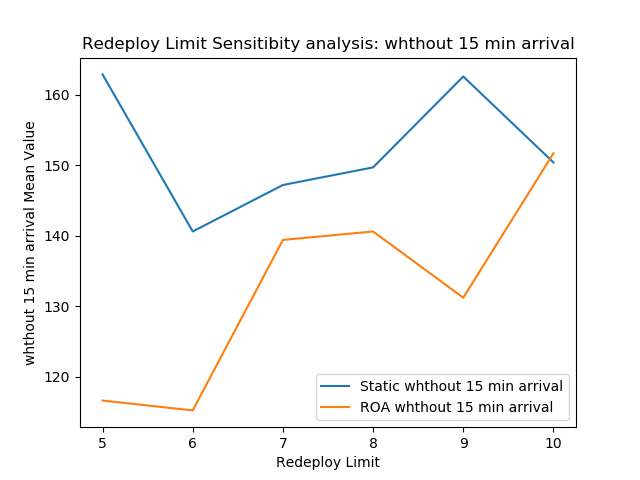 Redeploy Limit Sensitibity analysis: whthout 15 min arrival
whthout 15 min arrival Mean Value
160
150
140
130
120
Static whthout 15 min arrival
ROA whthout 15 min arrival
5 6 7 8 9 10
Redeploy Limit